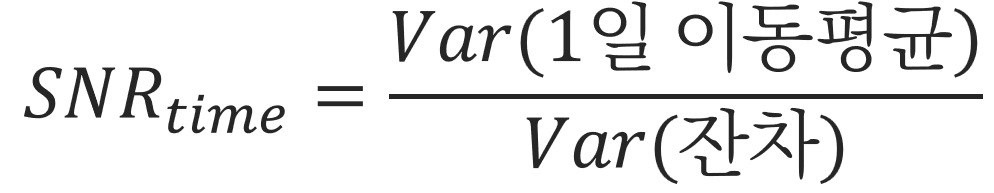 SNR_time = Var(1일 이동평균) / Var(잔차)